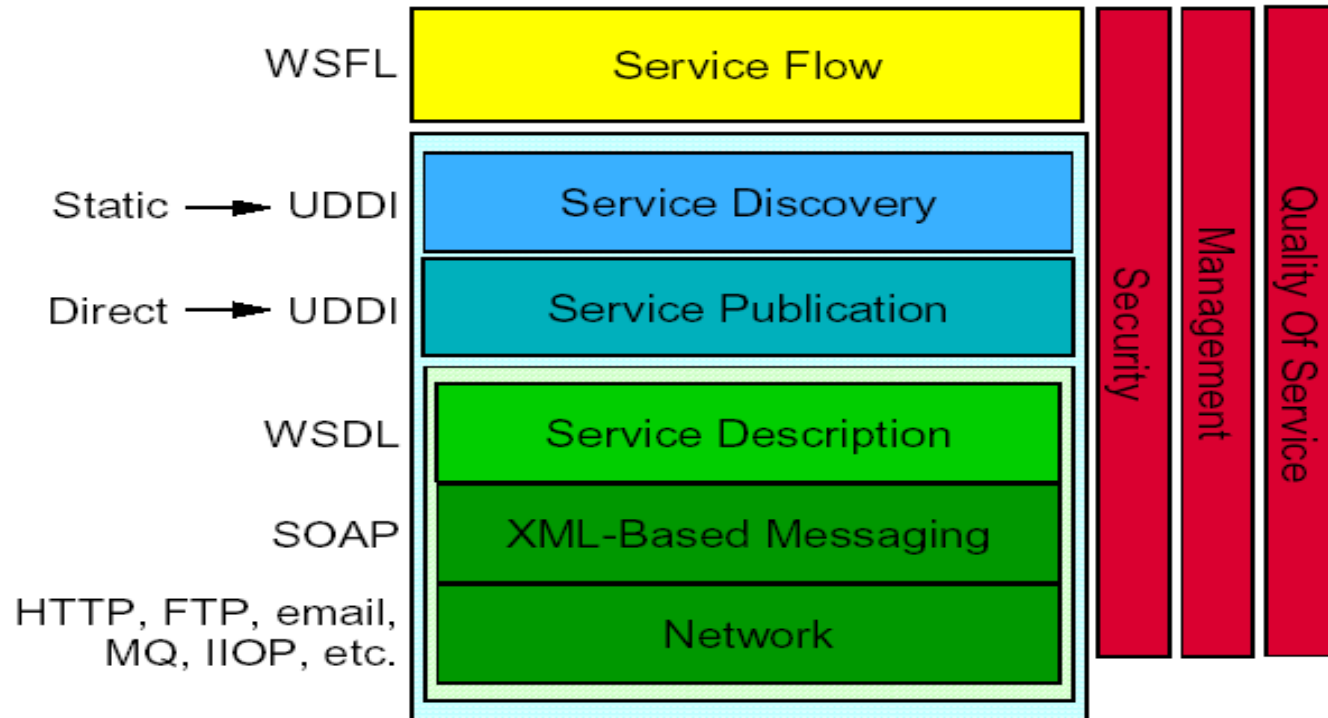 WSFL
Service Flow
Static → UDDI
Service Discovery
Direct → UDDI
Service Publication
WSDL
Service Description
SOAP
XML-Based Messaging
HTTP, FTP, email,
MQ, IIOP, etc.
Network
Security
Management
Quality Of Service